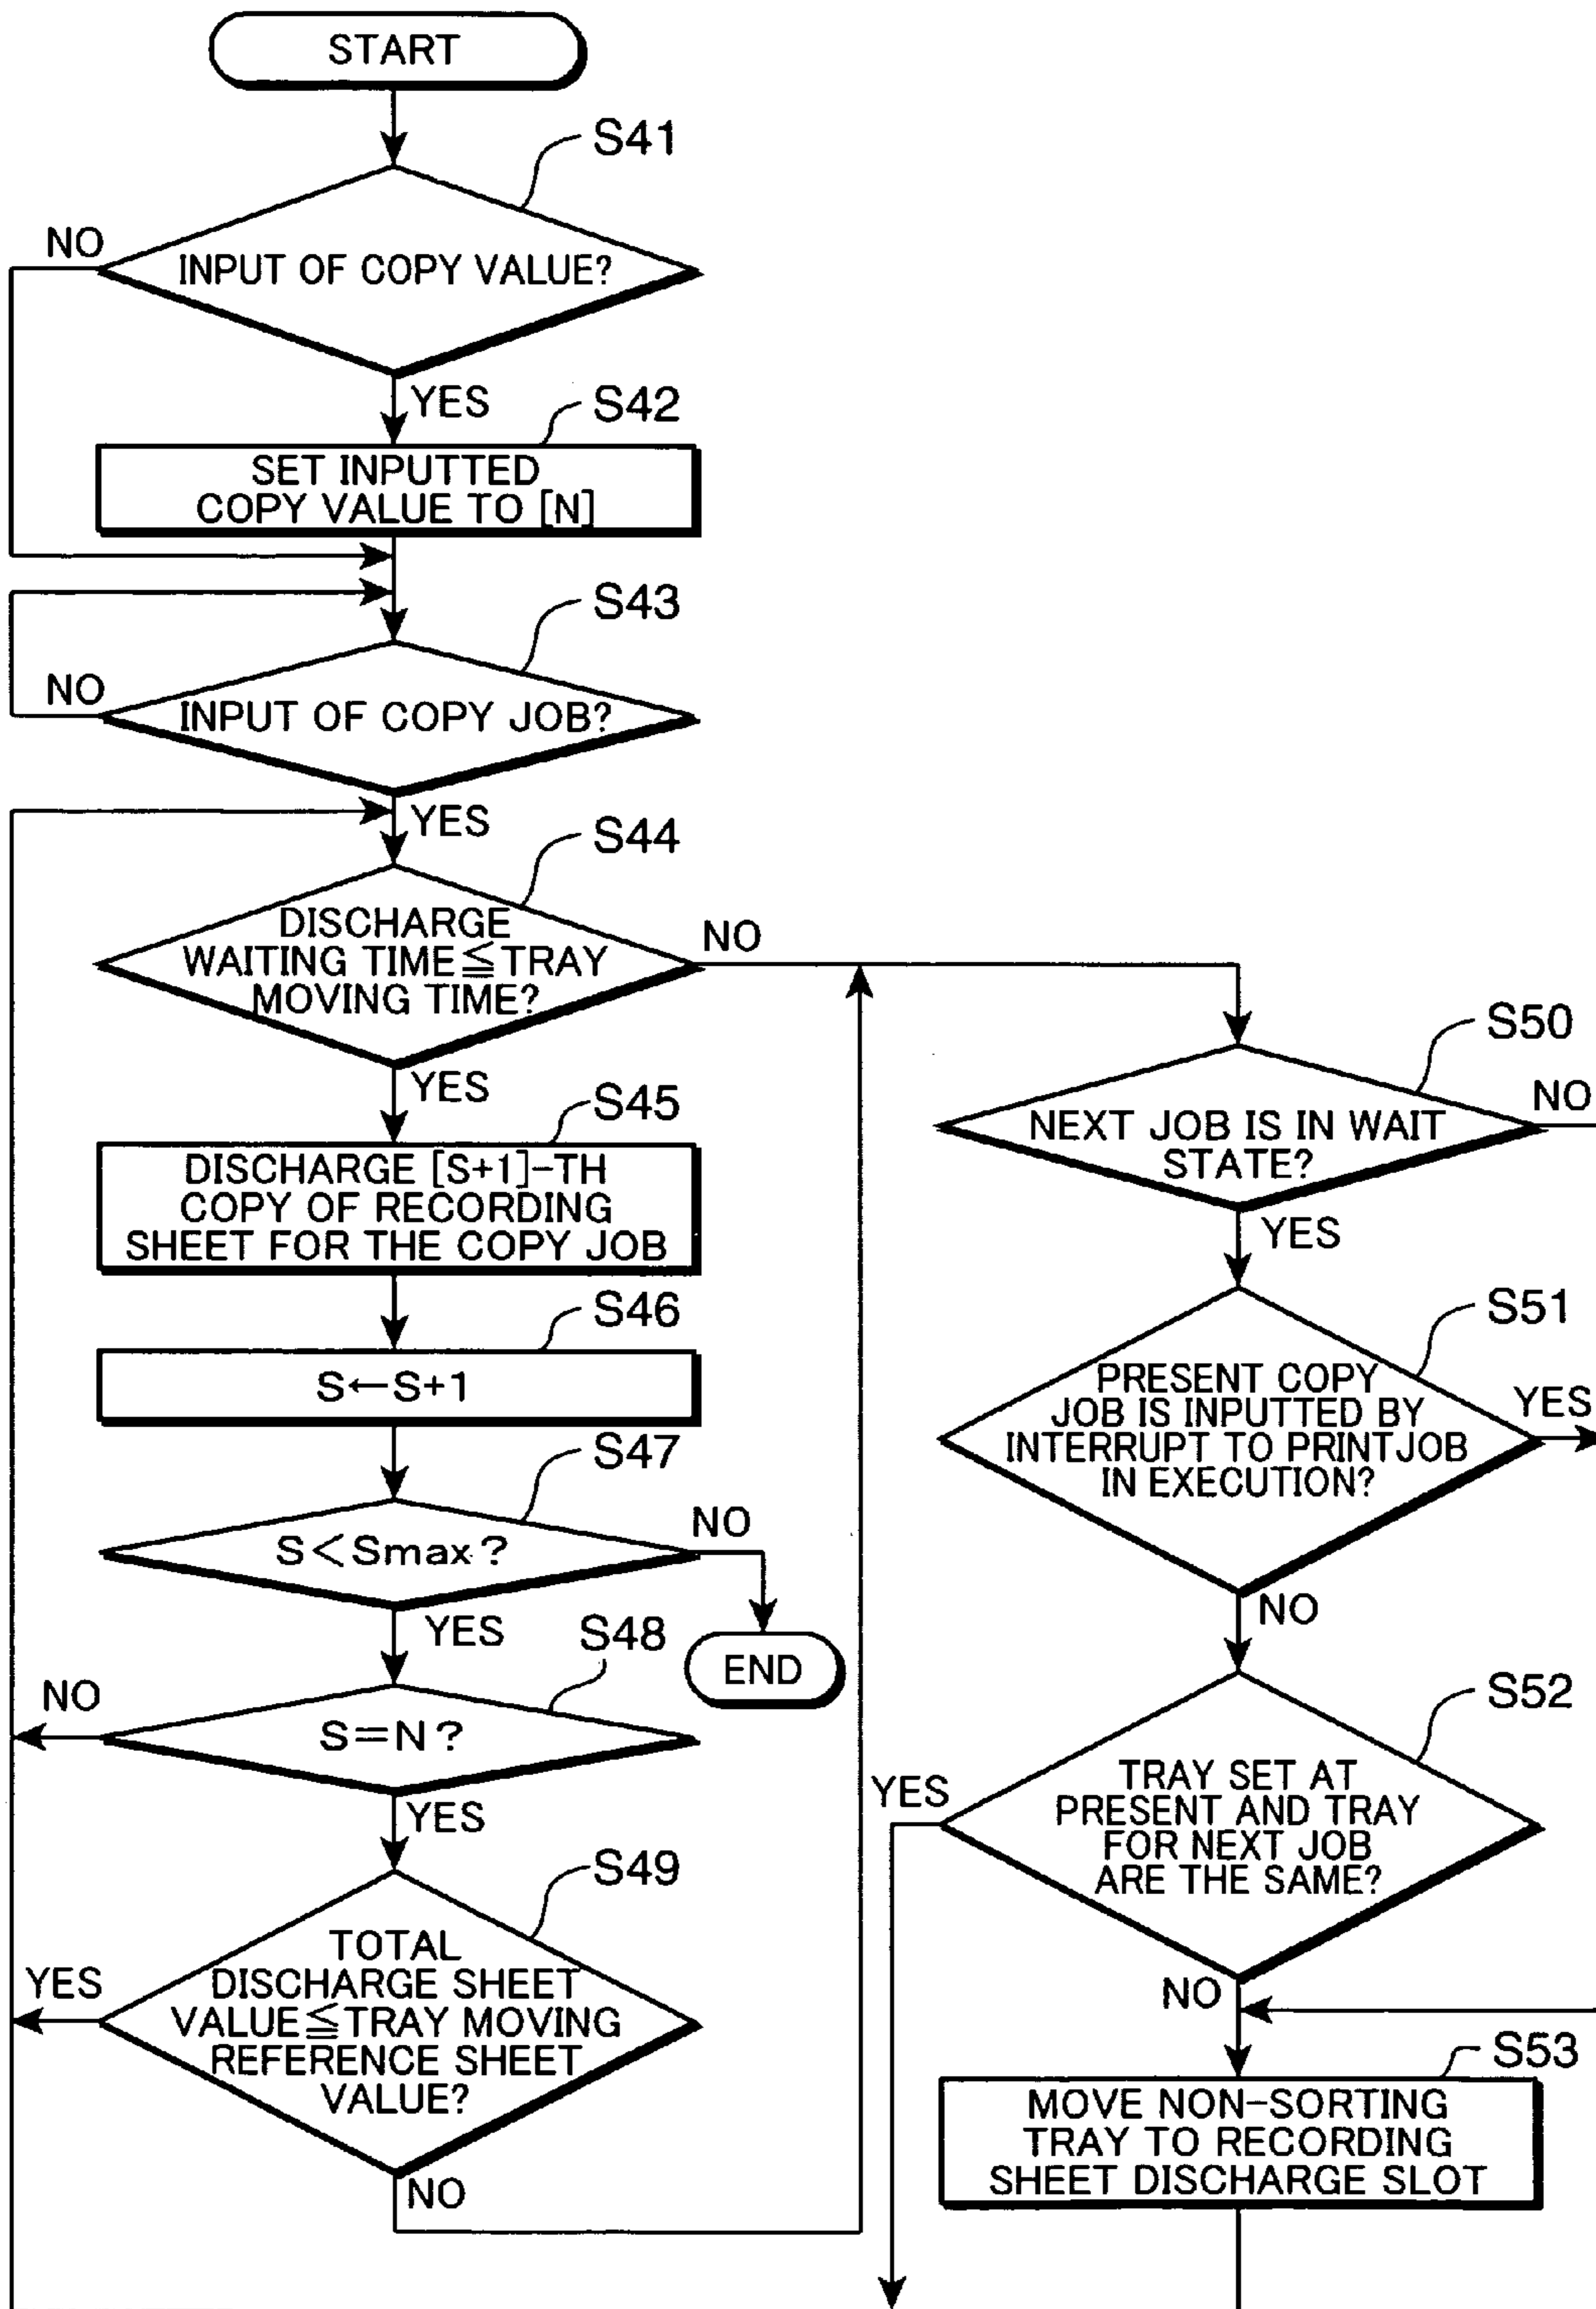 START
S41
NO
INPUT OF COPY VALUE?
YES
S42
SET INPUTTED
COPY VALUE TO [N]
S43
NO
INPUT OF COPY JOB?
YES
S44
DISCHARGE
WAITING TIME≦TRAY
MOVING TIME?
NO
YES
S45
DISCHARGE [S+1]-TH
COPY OF RECORDING
SHEET FOR THE COPY JOB
S46
S←S+1
S47
S<Smax?
NO
END
YES
S48
NO
S=N?
YES
S49
TOTAL
DISCHARGE SHEET
VALUE≦TRAY MOVING
REFERENCE SHEET
VALUE?
YES
NO
S50
NEXT JOB IS IN WAIT
STATE?
NO
YES
S51
PRESENT COPY
JOB IS INPUTTED BY
INTERRUPT TO PRINTJOB
IN EXECUTION?
YES
NO
S52
TRAY SET AT
PRESENT AND TRAY
FOR NEXT JOB
ARE THE SAME?
YES
NO
S53
MOVE NON-SORTING
TRAY TO RECORDING
SHEET DISCHARGE SLOT